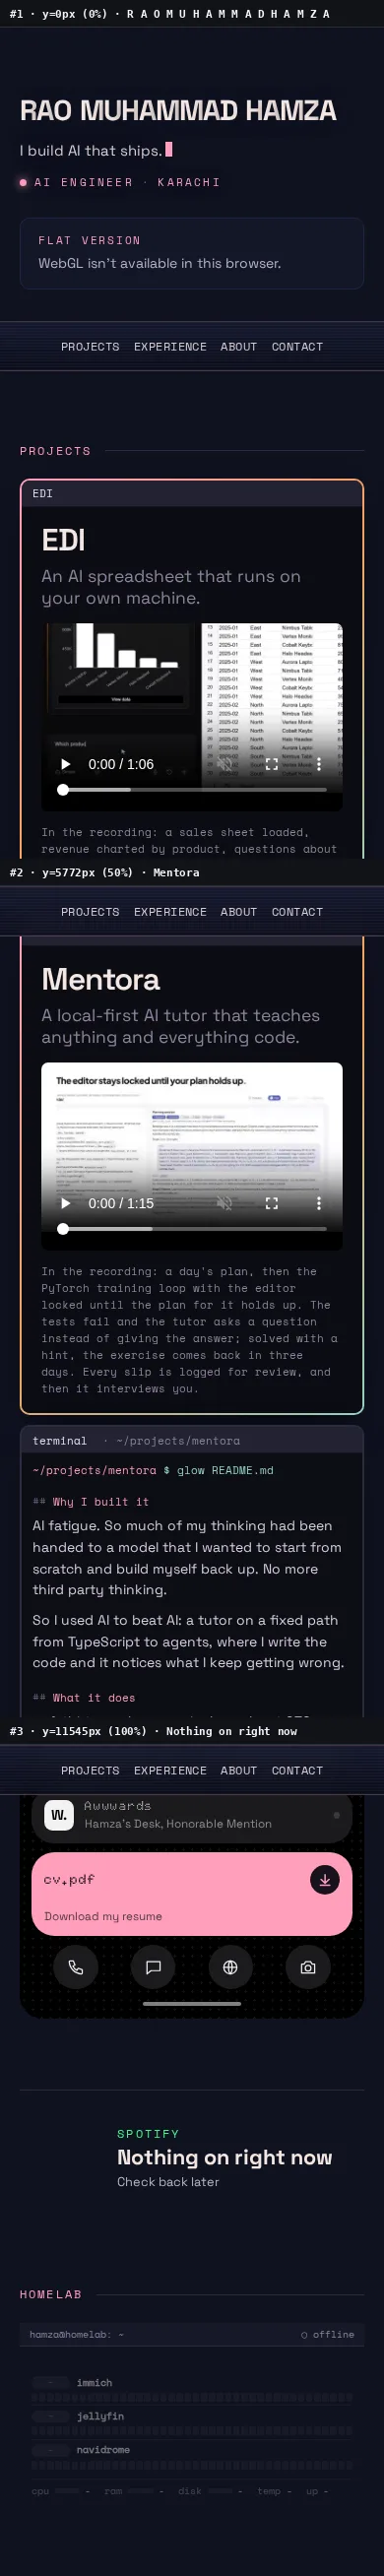 #1 · y=0px (0%) · R A O M U H A M M A D H A M Z A
RAO MUHAMMAD HAMZA
I build AI that ships.
AI ENGINEER · KARACHI
FLAT VERSION
WebGL isn't available in this browser.
PROJECTS EXPERIENCE ABOUT CONTACT
PROJECTS
EDI
EDI
An AI spreadsheet that runs on
your own machine.
View data
0:00 / 1:06
In the recording: a sales sheet loaded,
revenue charted by product, questions about
#2 · y=5772px (50%) · Mentora
PROJECTS EXPERIENCE ABOUT CONTACT
Mentora
A local-first AI tutor that teaches
anything and everything code.
The editor stays locked until your plan holds up.
0:00 / 1:15
In the recording: a day's plan, then the
PyTorch training loop with the editor
locked until the plan for it holds up. The
tests fail and the tutor asks a question
instead of giving the answer; solved with a
hint, the exercise comes back in three
days. Every slip is logged for review, and
then it interviews you.
terminal · ~/projects/mentora
~/projects/mentora $ glow README.md
## Why I built it
AI fatigue. So much of my thinking had been
handed to a model that I wanted to start from
scratch and build myself back up. No more
third party thinking.
So I used AI to beat AI: a tutor on a fixed path
from TypeScript to agents, where I write the
code and it notices what I keep getting wrong.
## What it does
#3 · y=11545px (100%) · Nothing on right now
PROJECTS EXPERIENCE ABOUT CONTACT
W.
Awwwards
Hamza's Desk, Honorable Mention
cv.pdf
Download my resume
SPOTIFY
Nothing on right now
Check back later
HOMELAB
hamza@homelab: ~ offline
immich
jellyfin
navidrome
cpu - ram - disk - temp - up -